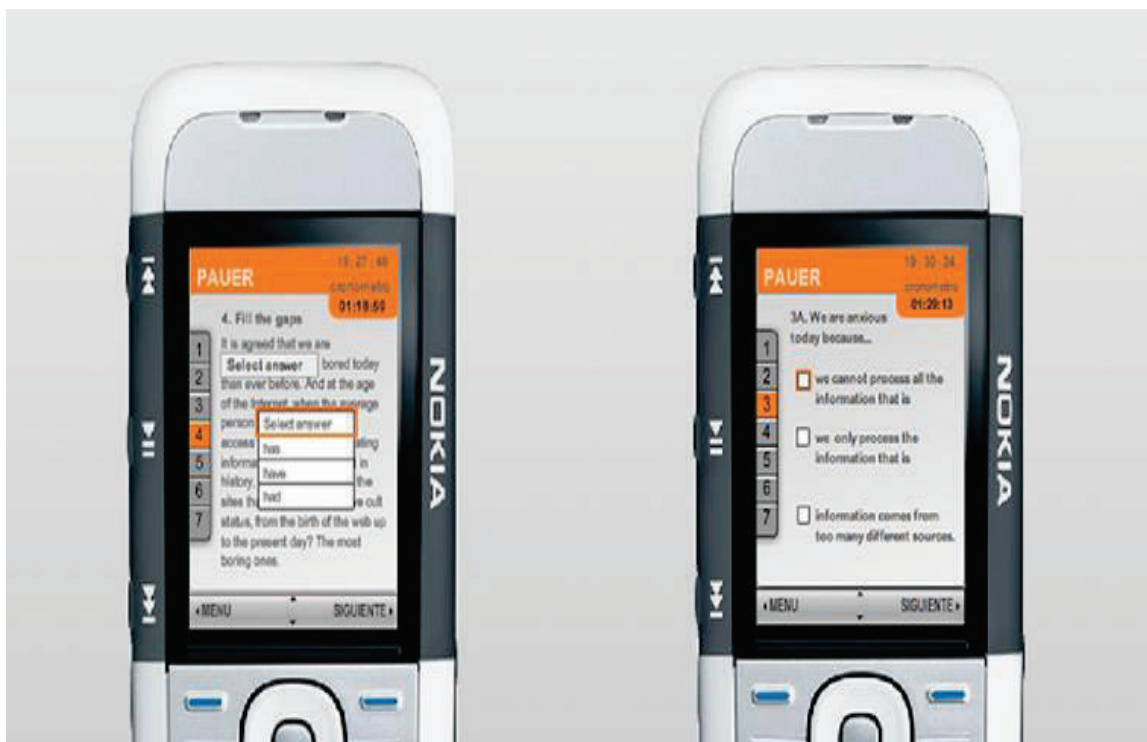 PAUER
19 : 27 : 48
cronometro
01:18:50
4. Fill the gaps
It is agreed that we are
Select answer bored today
than ever before. And at the age
of the Internet, when the average
person
Select answer
access ating
has
informa in
have
history. the
had
sites th ve cult
status, from the birth of the web up
to the present day? The most
boring ones.
1
2
3
4
5
6
7
MENU SIGUIENTE
NOKIA
PAUER
19 : 30 : 24
cronometro
01:20:13
3A. We are anxious
today because...
we cannot process all the
information that is
we only process the
information that is
information comes from
too many different sources.
1
2
3
4
5
6
7
MENU SIGUIENTE
NOKIA